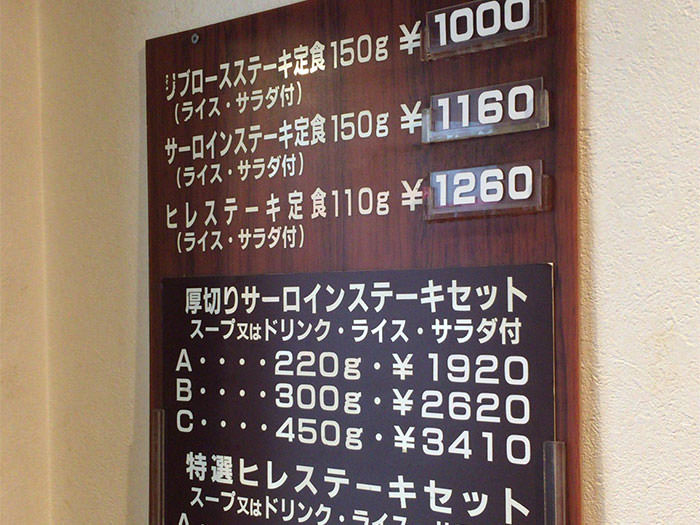 ジブロースステーキ定食150g ¥1000
(ライス・サラダ付)
サーロインステーキ定食150g ¥1160
(ライス・サラダ付)
ヒレステーキ定食110g ¥1260
(ライス・サラダ付)
厚切りサーロインステーキセット
スープ又はドリンク・ライス・サラダ付
A・・・・220g・¥1920
B・・・・300g・¥2620
C・・・・450g・¥3410
特選ヒレステーキセット
スープ又はドリンク・ライス・サラダ付